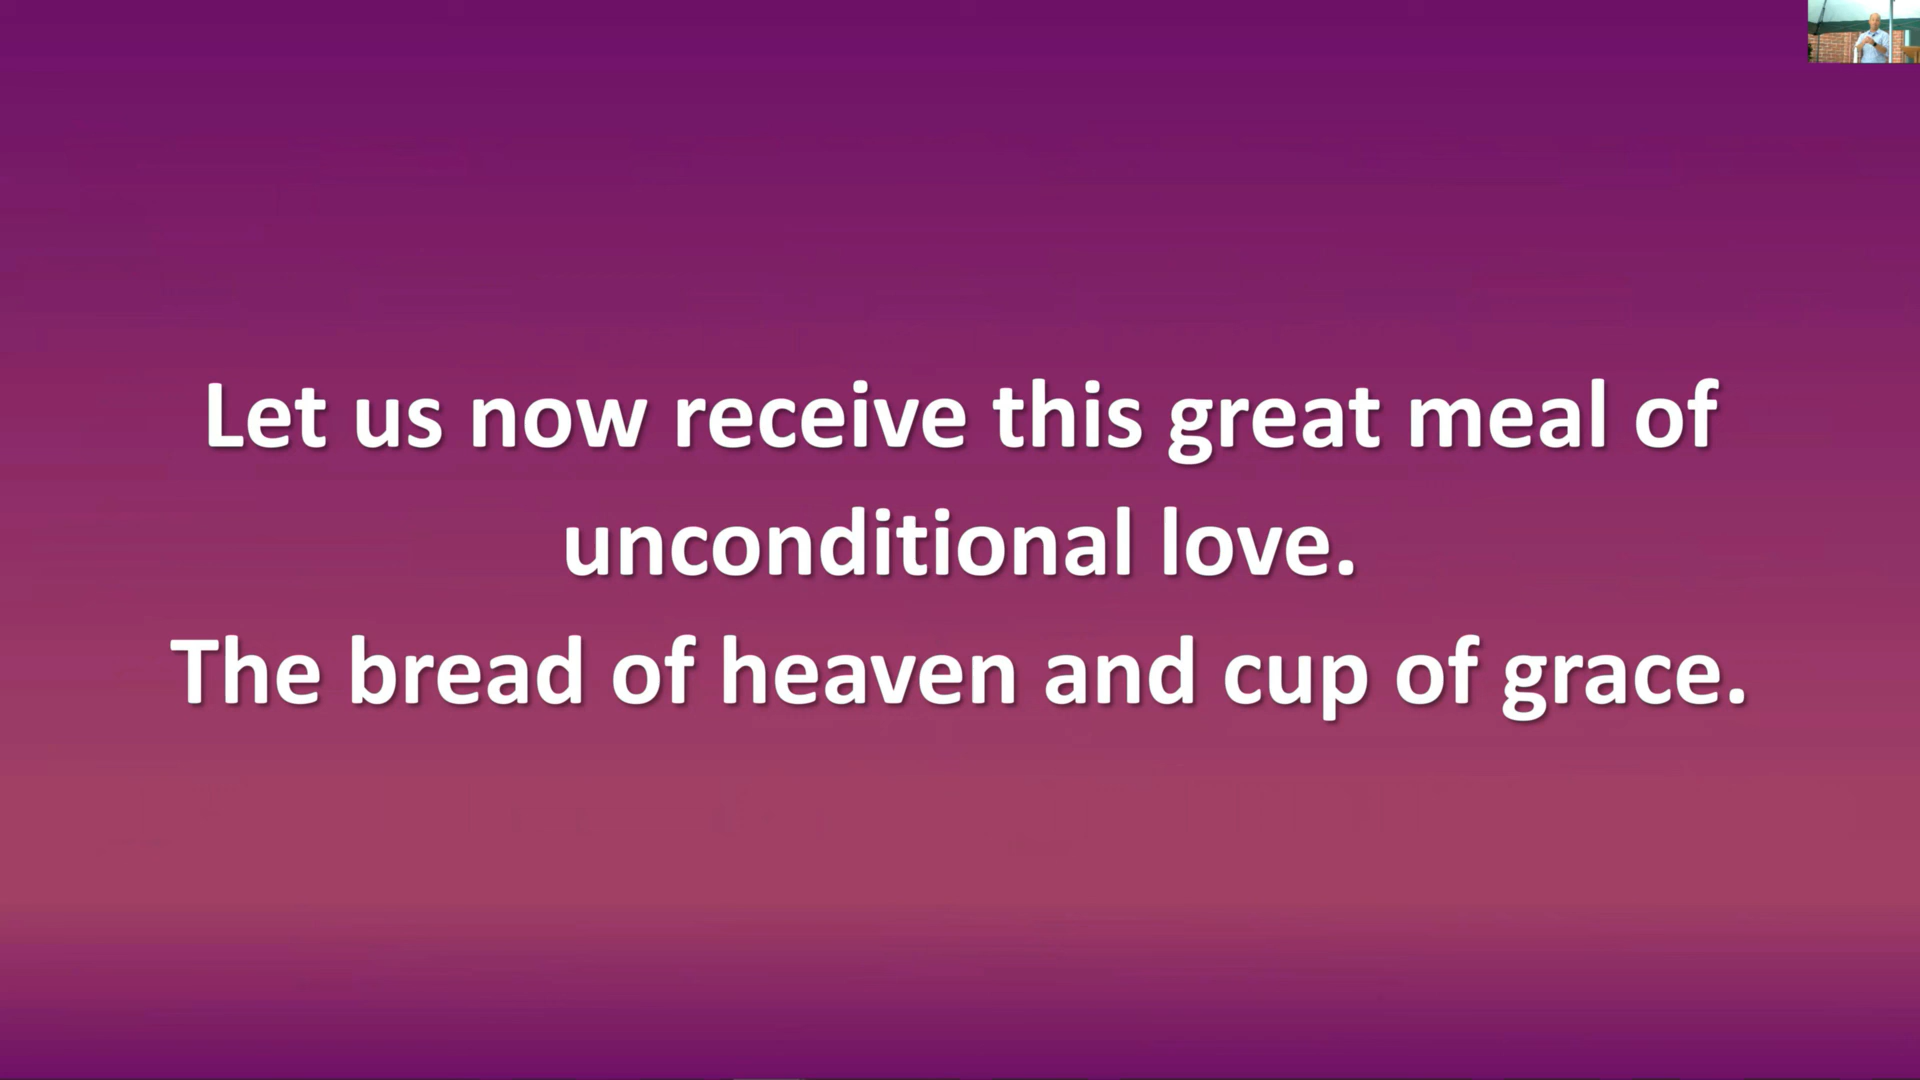 Let us now receive this great meal of
unconditional love.
The bread of heaven and cup of grace.